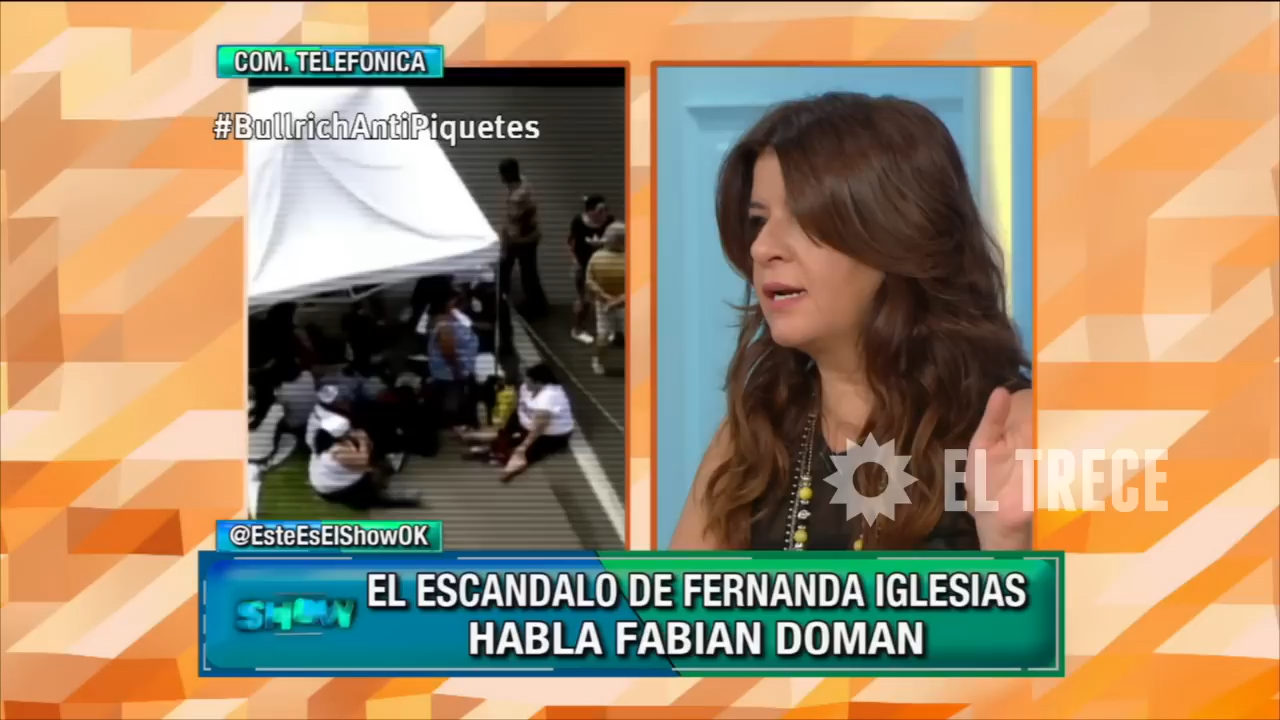 COM. TELEFONICA
#BullrichAntiPiquetes
EL TRECE
@EsteEsElShowOK
SHOW
EL ESCANDALO DE FERNANDA IGLESIAS
HABLA FABIAN DOMAN